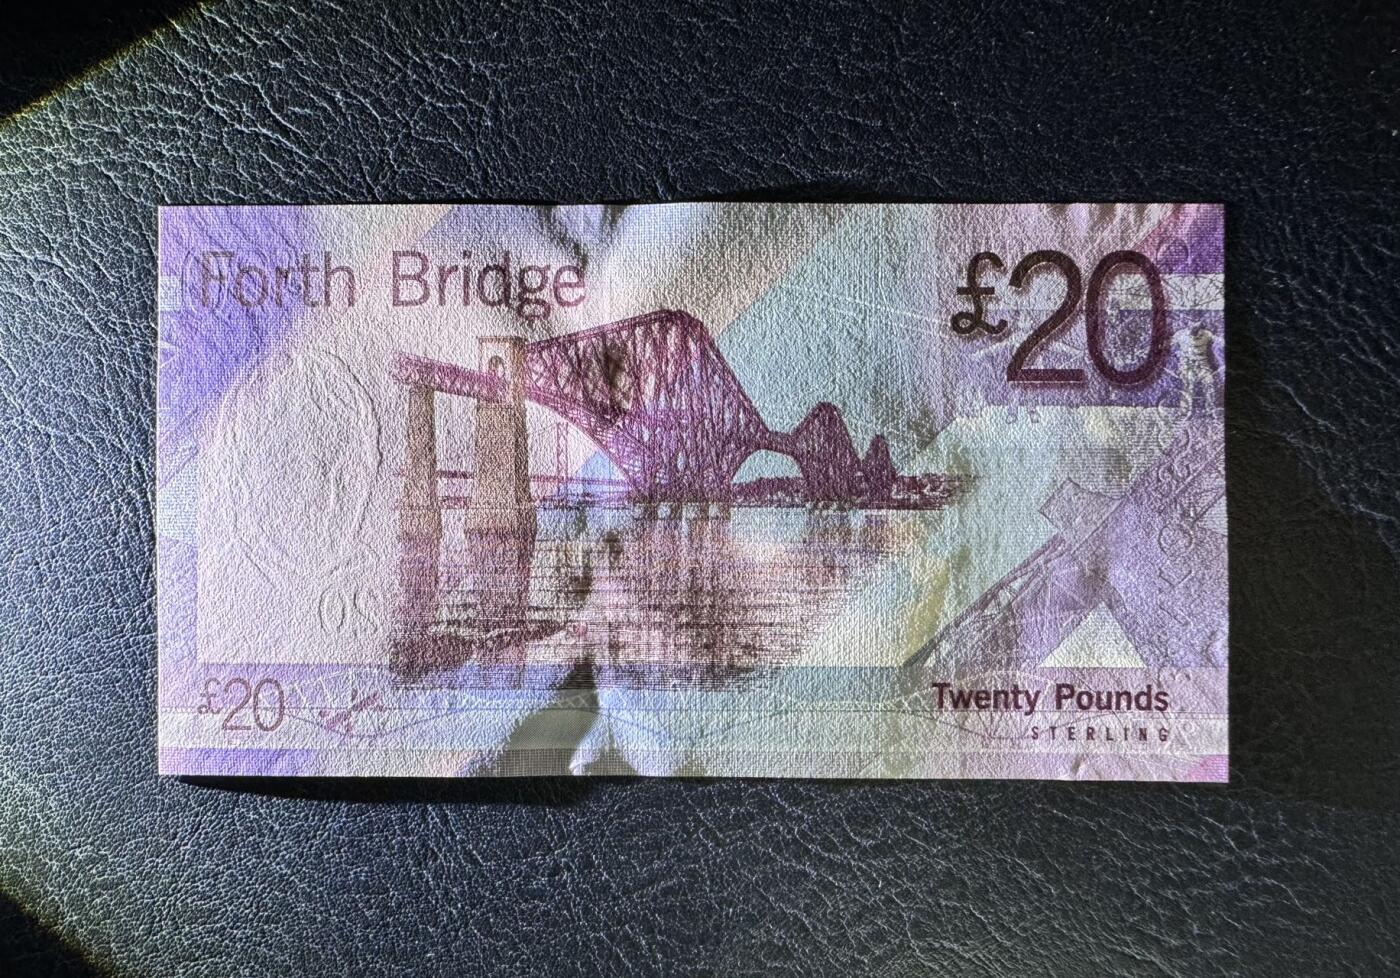 Forth Bridge
£20
£20
Twenty Pounds
STERLING